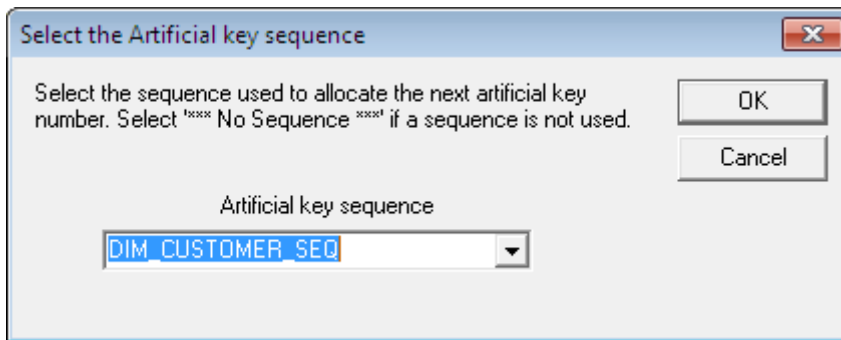 Select the Artificial key sequence
Select the sequence used to allocate the next artificial key
number. Select '*** No Sequence ***' if a sequence is not used.
OK
Cancel
Artificial key sequence
DIM_CUSTOMER_SEQ